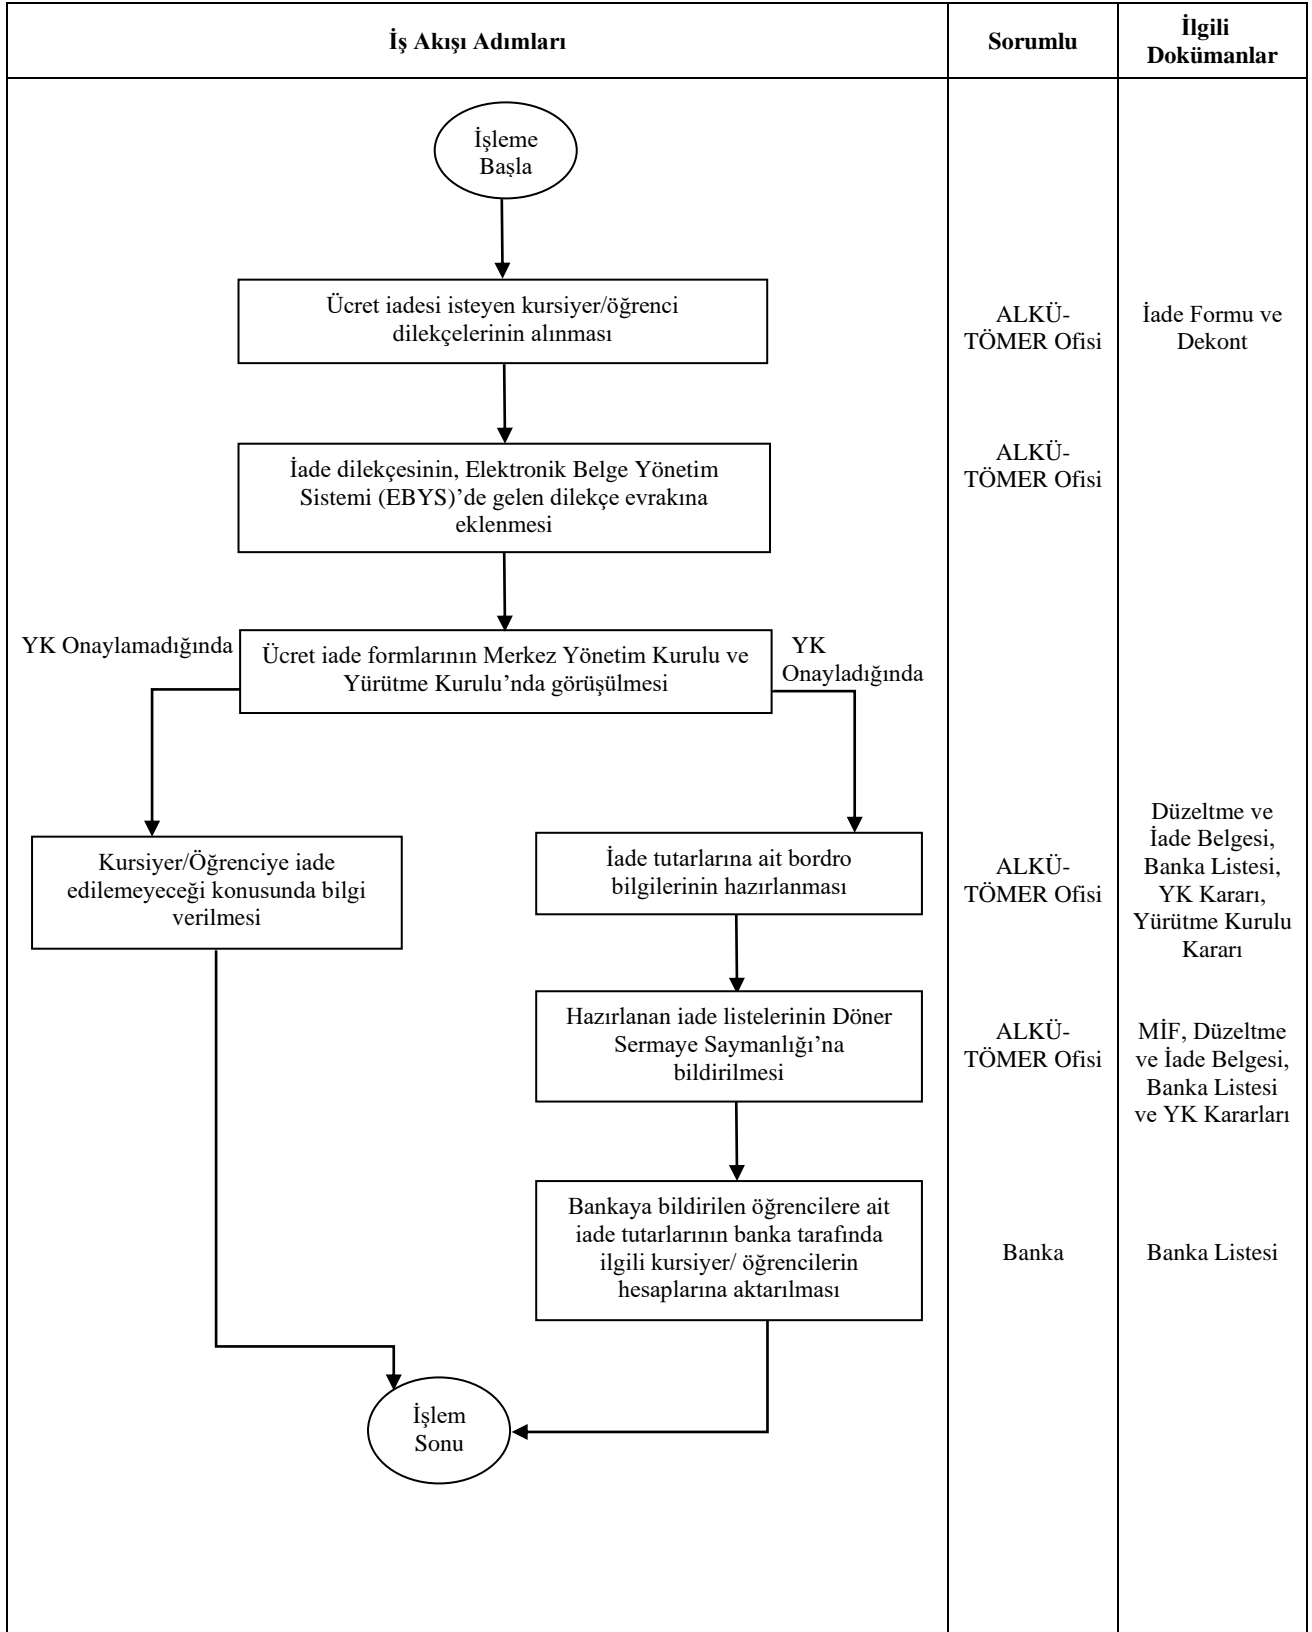 İş Akışı Adımları
Sorumlu
İlgili
Dokümanlar
İşleme
Başla
Ücret iadesi isteyen kursiyer/öğrenci
dilekçelerinin alınması
ALKÜ-
TÖMER Ofisi
İade Formu ve
Dekont
İade dilekçesinin, Elektronik Belge Yönetim
Sistemi (EBYS)’de gelen dilekçe evrakına
eklenmesi
ALKÜ-
TÖMER Ofisi
YK Onaylamadığında
Ücret iade formlarının Merkez Yönetim Kurulu ve
Yürütme Kurulu’nda görüşülmesi
YK
Onayladığında
Kursiyer/Öğrenciye iade
edilemeyeceği konusunda bilgi
verilmesi
İade tutarlarına ait bordro
bilgilerinin hazırlanması
ALKÜ-
TÖMER Ofisi
Düzeltme ve
İade Belgesi,
Banka Listesi,
YK Kararı,
Yürütme Kurulu
Kararı
Hazırlanan iade listelerinin Döner
Sermaye Saymanlığı’na
bildirilmesi
ALKÜ-
TÖMER Ofisi
MİF, Düzeltme
ve İade Belgesi,
Banka Listesi
ve YK Kararları
Bankaya bildirilen öğrencilere ait
iade tutarlarının banka tarafında
ilgili kursiyer/ öğrencilerin
hesaplarına aktarılması
Banka
Banka Listesi
İşlem
Sonu